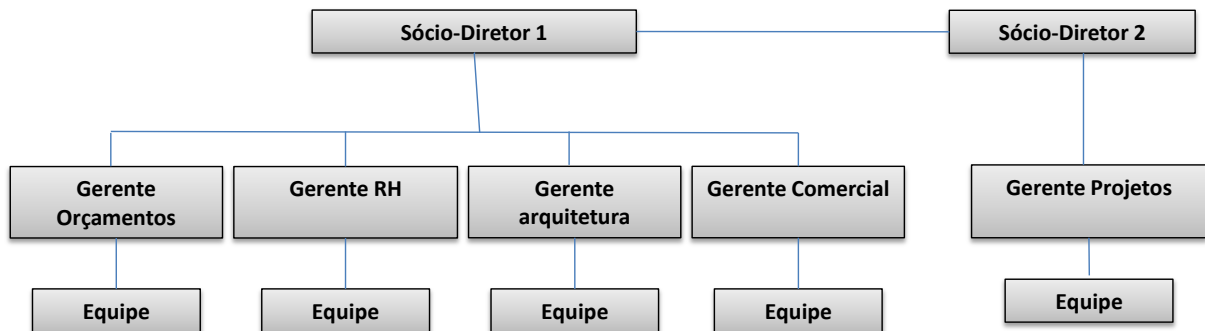 Sócio-Diretor 1
Sócio-Diretor 2
Gerente
Orçamentos
Gerente RH
Gerente
arquitetura
Gerente Comercial
Gerente Projetos
Equipe
Equipe
Equipe
Equipe
Equipe